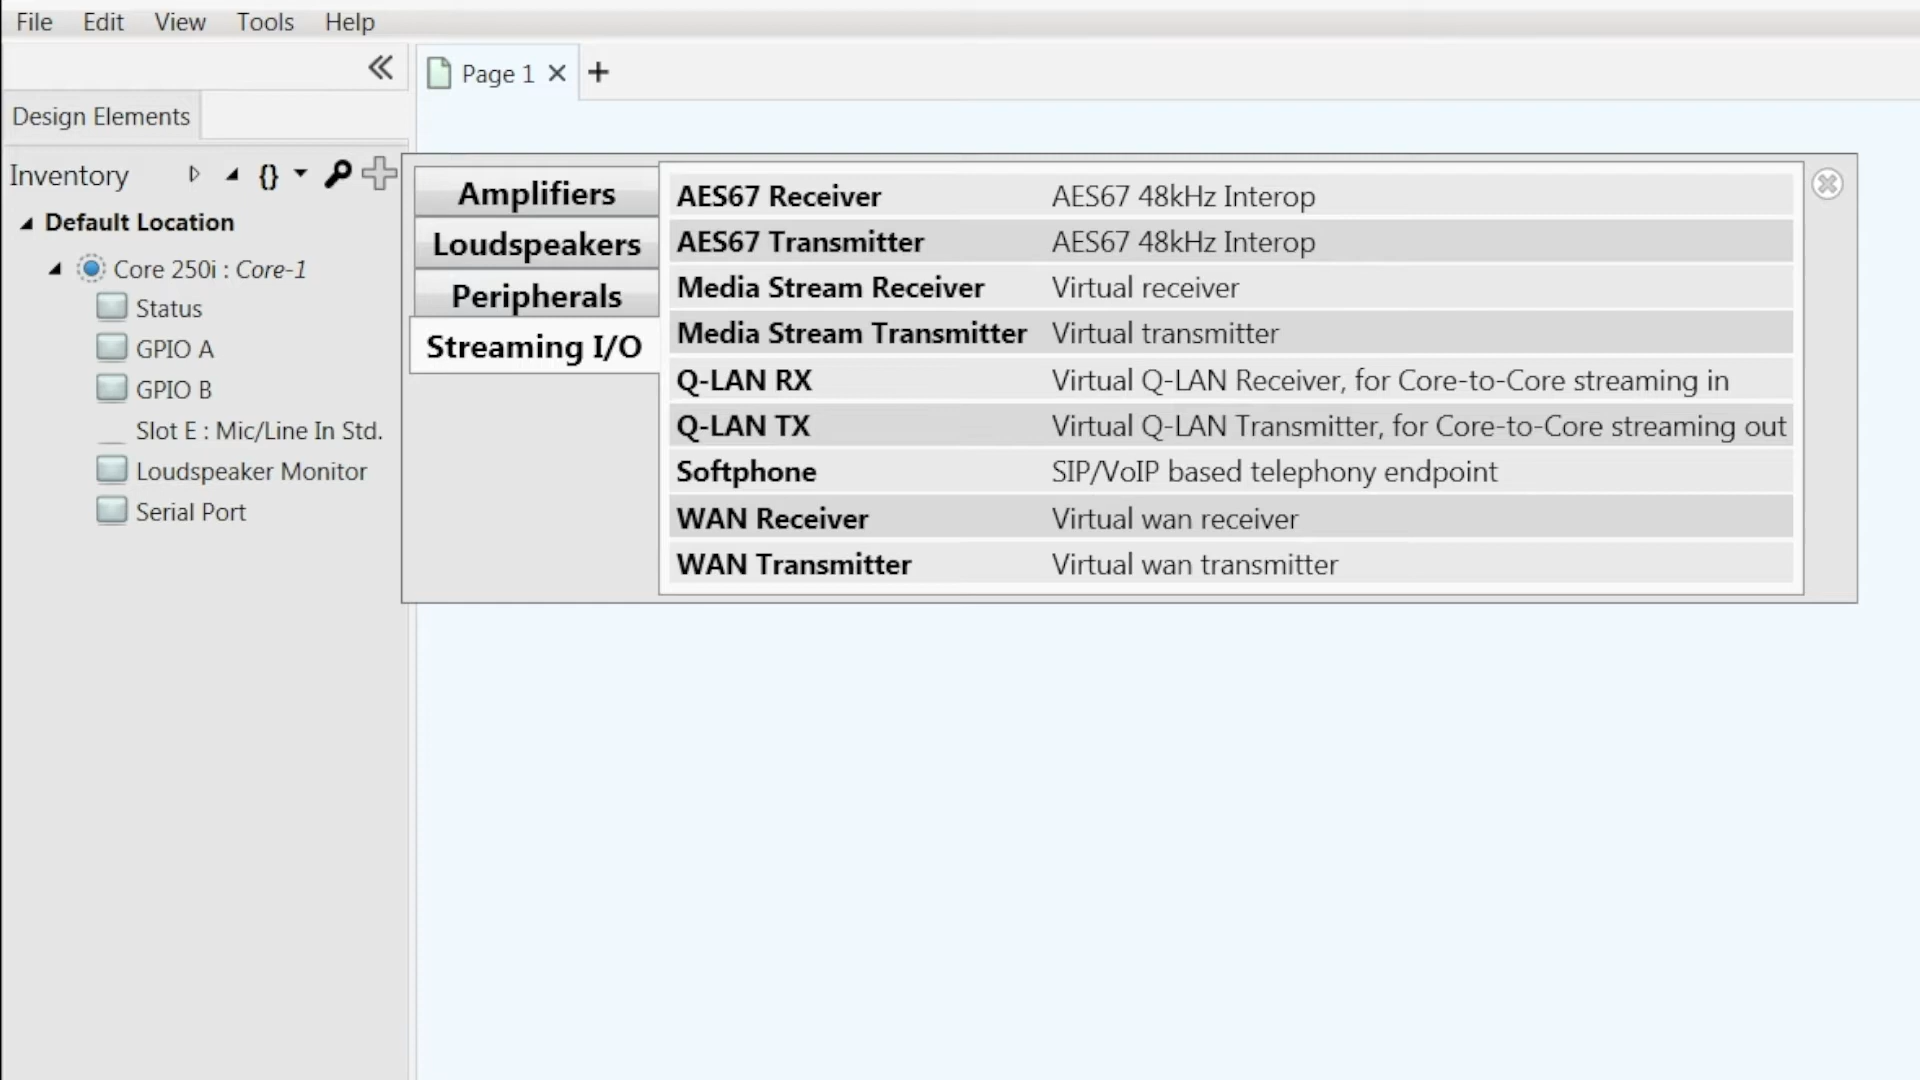 File Edit View Tools Help
Page 1
Design Elements
Inventory {}
Default Location
Core 250i : Core-1
Status
GPIO A
GPIO B
Slot E : Mic/Line In Std.
Loudspeaker Monitor
Serial Port
Amplifiers
Loudspeakers
Peripherals
Streaming I/O
AES67 Receiver AES67 48kHz Interop
AES67 Transmitter AES67 48kHz Interop
Media Stream Receiver Virtual receiver
Media Stream Transmitter Virtual transmitter
Q-LAN RX Virtual Q-LAN Receiver, for Core-to-Core streaming in
Q-LAN TX Virtual Q-LAN Transmitter, for Core-to-Core streaming out
Softphone SIP/VoIP based telephony endpoint
WAN Receiver Virtual wan receiver
WAN Transmitter Virtual wan transmitter